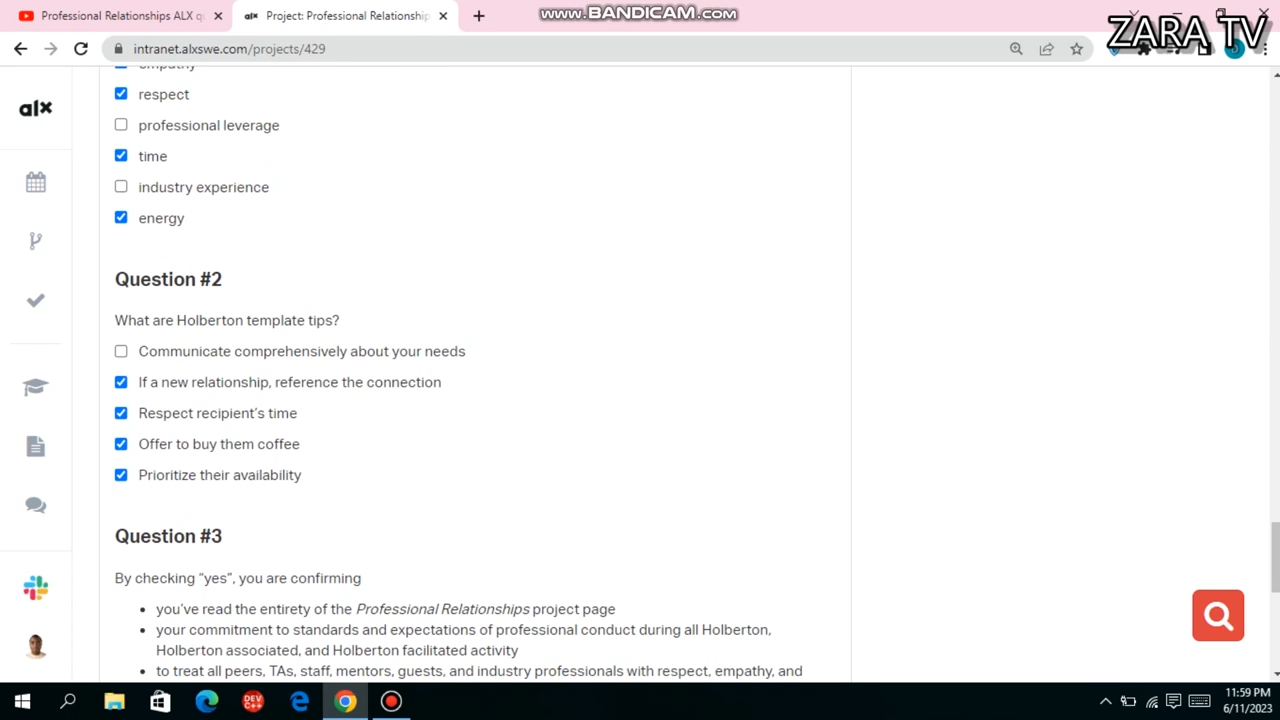 Professional Relationships ALX qu
Project: Professional Relationship
www.BANDICAM.com
ZARA TV
intranet.alxswe.com/projects/429
alx
empathy
respect
professional leverage
time
industry experience
energy
Question #2
What are Holberton template tips?
Communicate comprehensively about your needs
If a new relationship, reference the connection
Respect recipient's time
Offer to buy them coffee
Prioritize their availability
Question #3
By checking “yes”, you are confirming
• you've read the entirety of the Professional Relationships project page
• your commitment to standards and expectations of professional conduct during all Holberton,
Holberton associated, and Holberton facilitated activity
• to treat all peers, TAs, staff, mentors, guests, and industry professionals with respect, empathy, and
DEV
C++
11:59 PM
6/11/2023